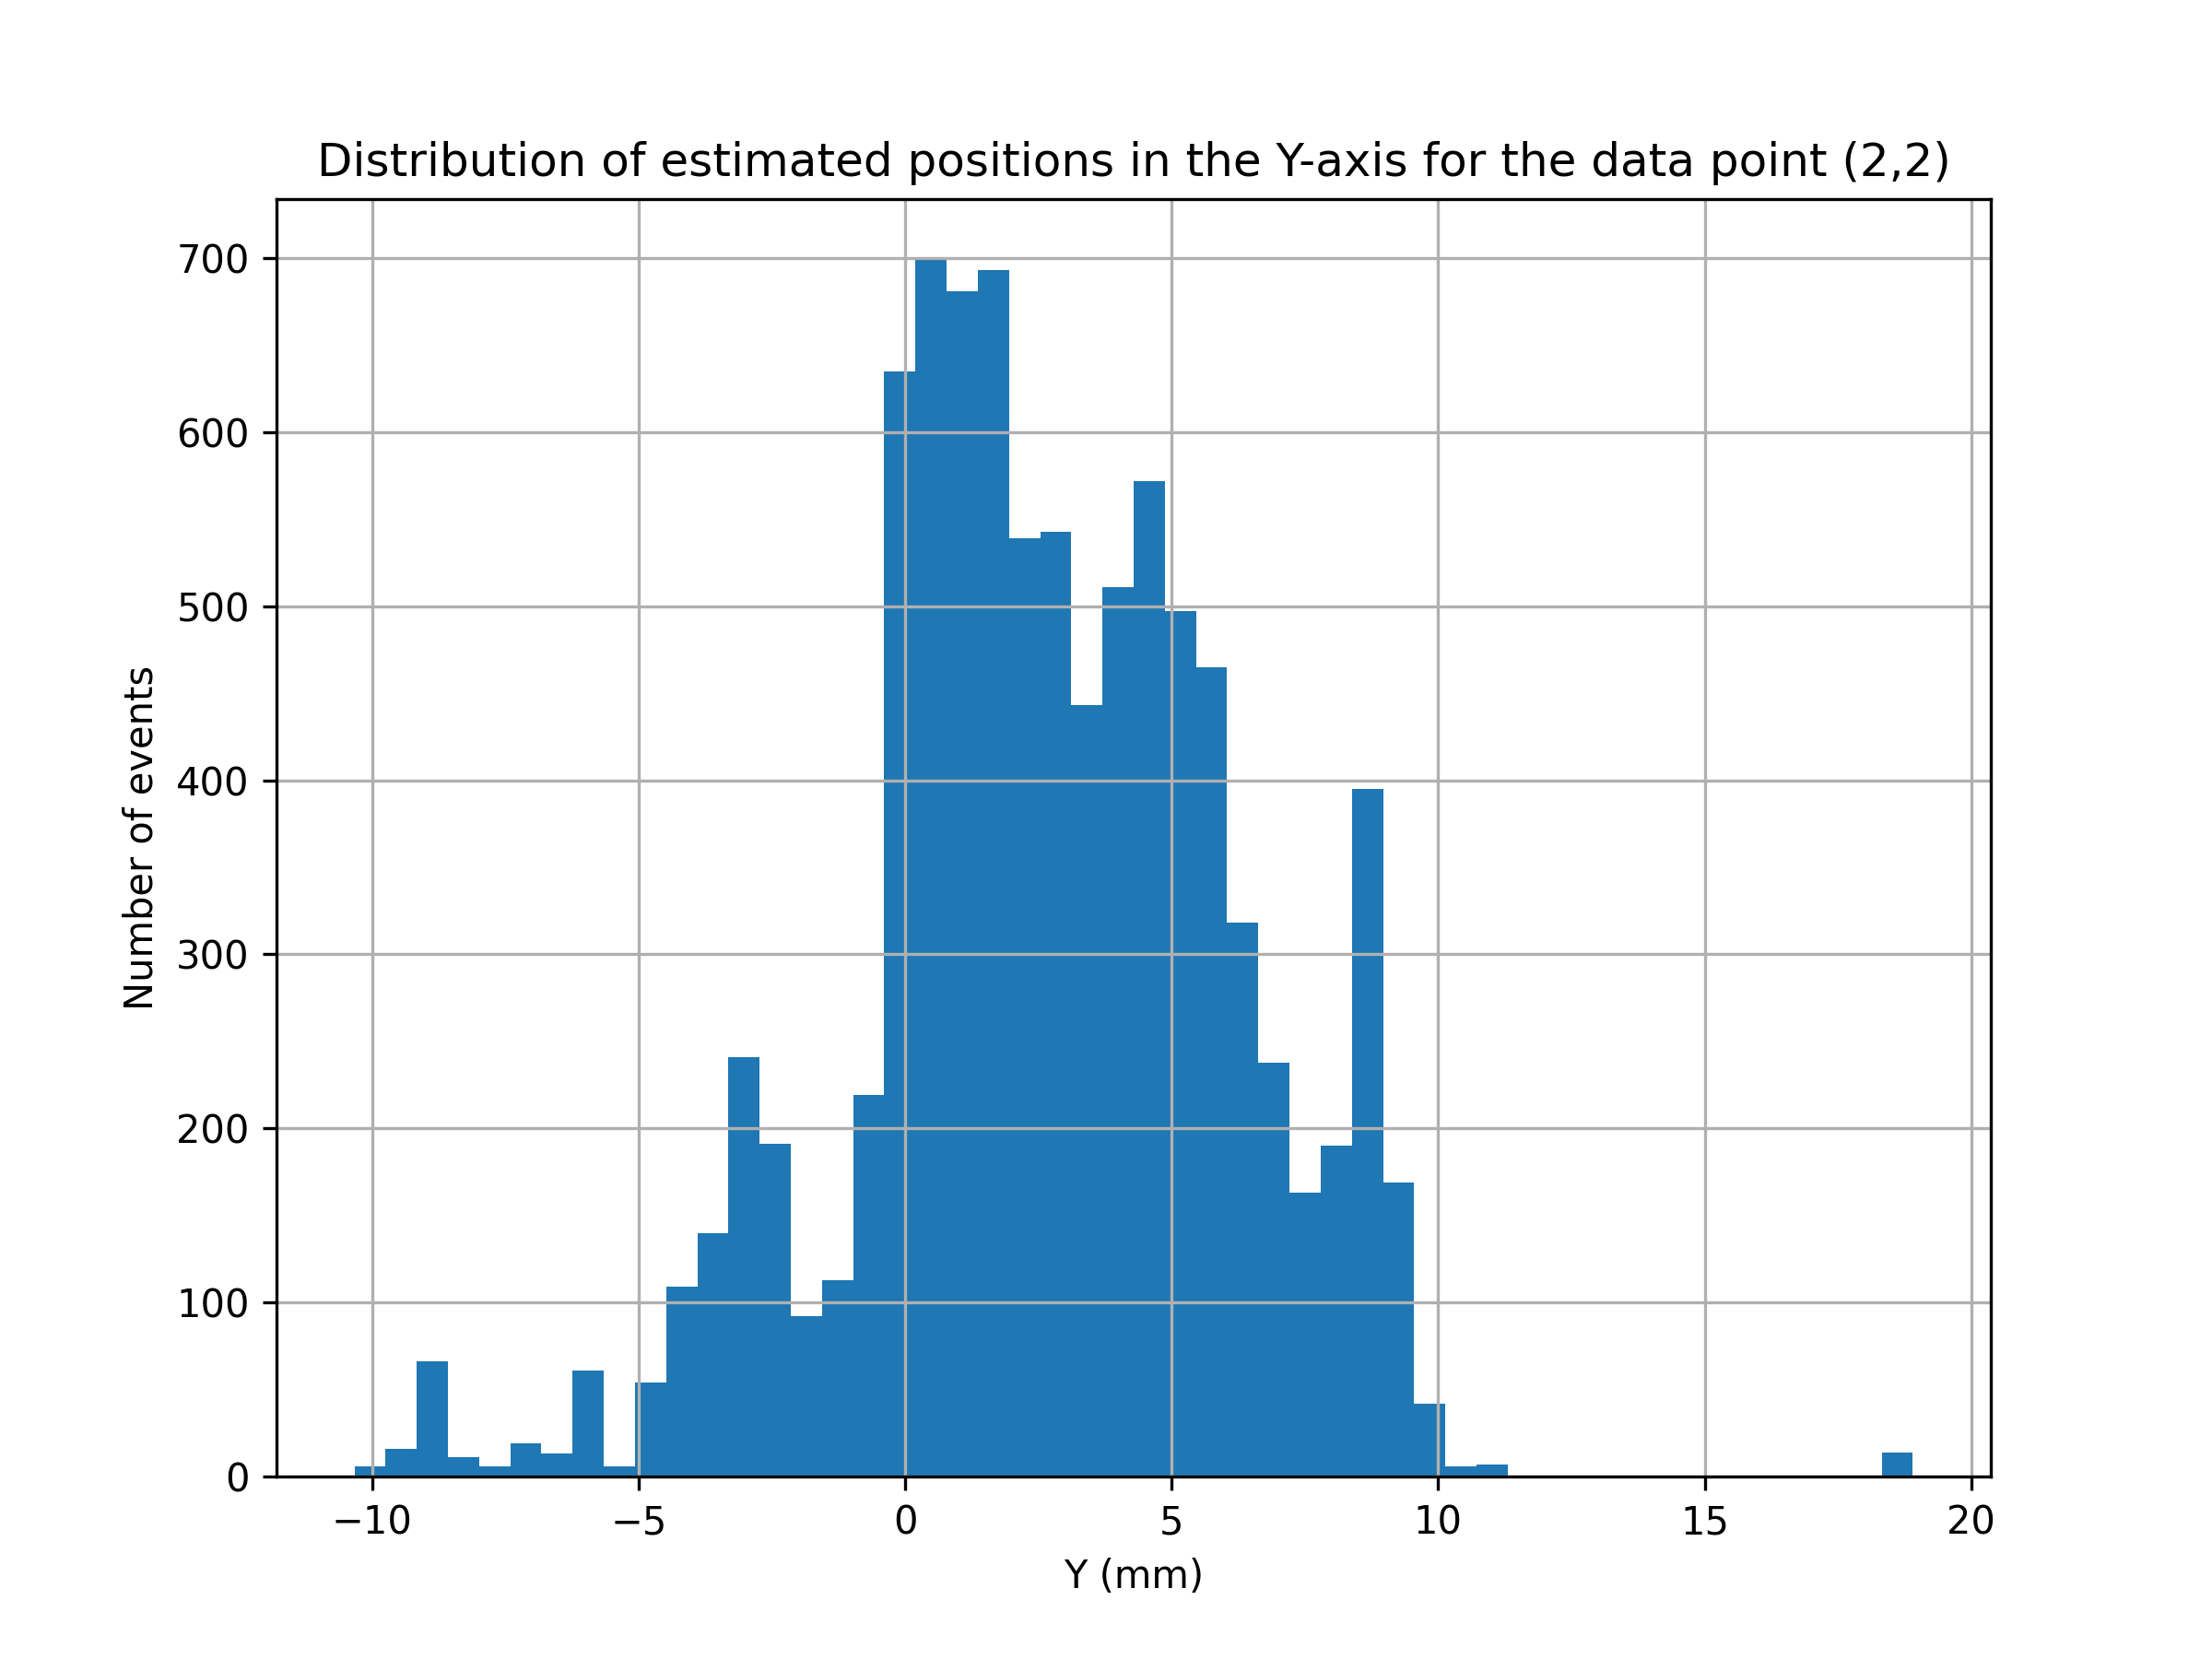 Distribution of estimated positions in the Y-axis for the data point (2,2)
700
600
500
400
300
200
100
0
Number of events
−10 −5 0 5 10 15 20
Y (mm)